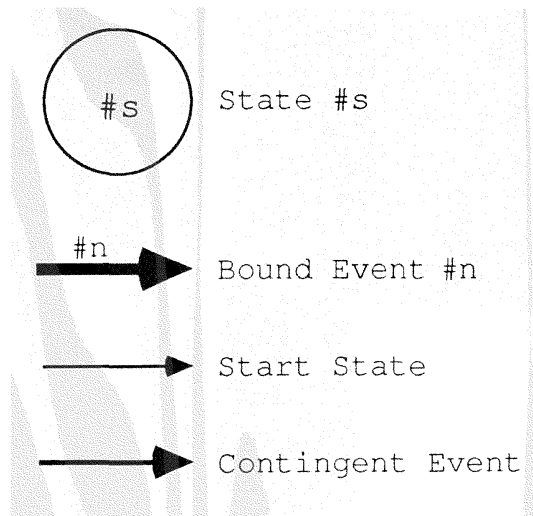 #s State #s
#n
Bound Event #n
Start State
Contingent Event